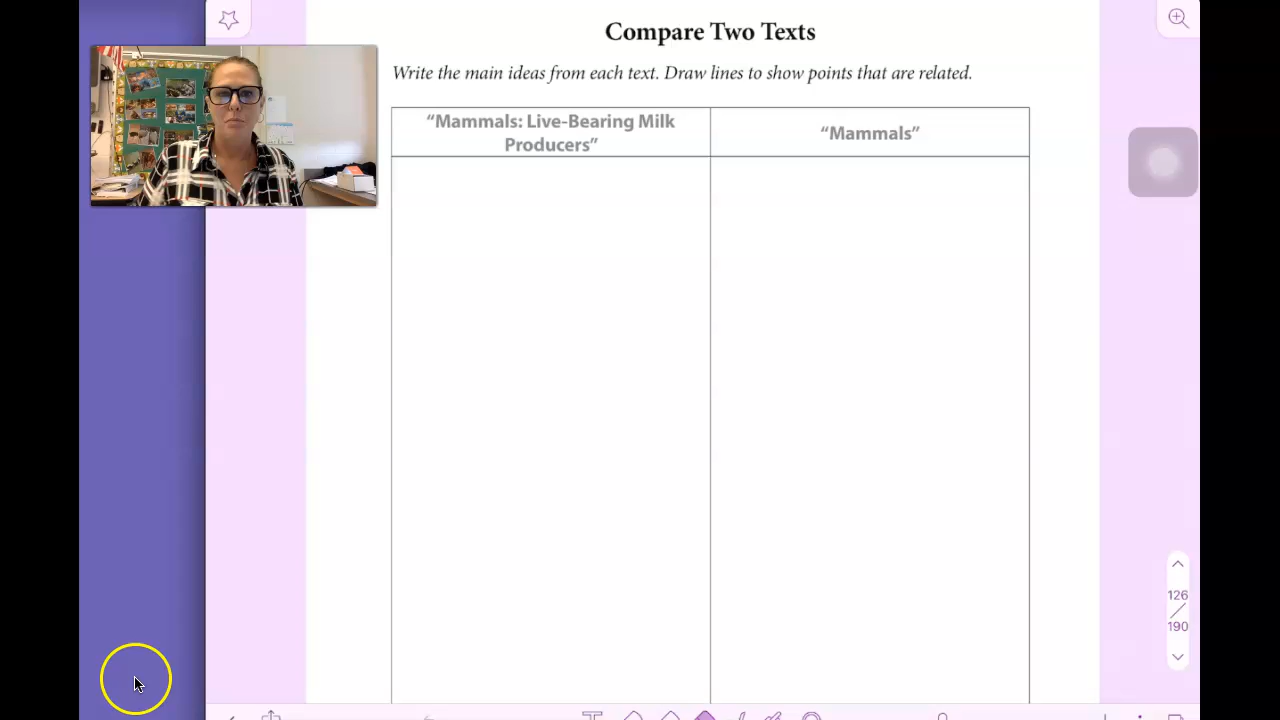 Compare Two Texts
Write the main ideas from each text. Draw lines to show points that are related.
“Mammals: Live-Bearing Milk
Producers”
“Mammals”
126
190